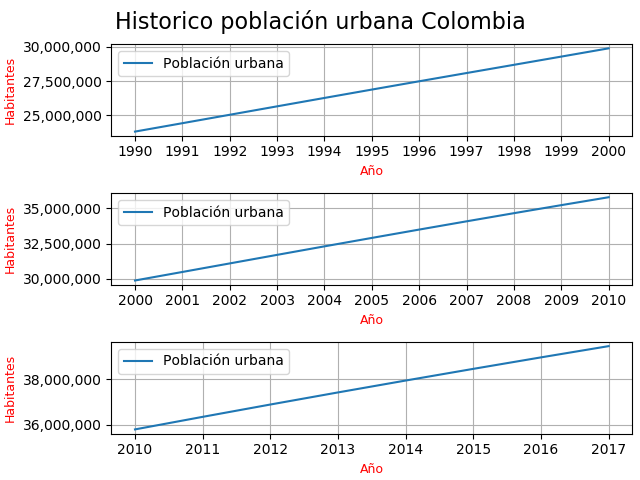 Historico población urbana Colombia
Habitantes
30,000,000
27,500,000
25,000,000
Población urbana
1990 1991 1992 1993 1994 1995 1996 1997 1998 1999 2000
Año
Habitantes
35,000,000
32,500,000
30,000,000
Población urbana
2000 2001 2002 2003 2004 2005 2006 2007 2008 2009 2010
Año
Habitantes
38,000,000
36,000,000
Población urbana
2010 2011 2012 2013 2014 2015 2016 2017
Año